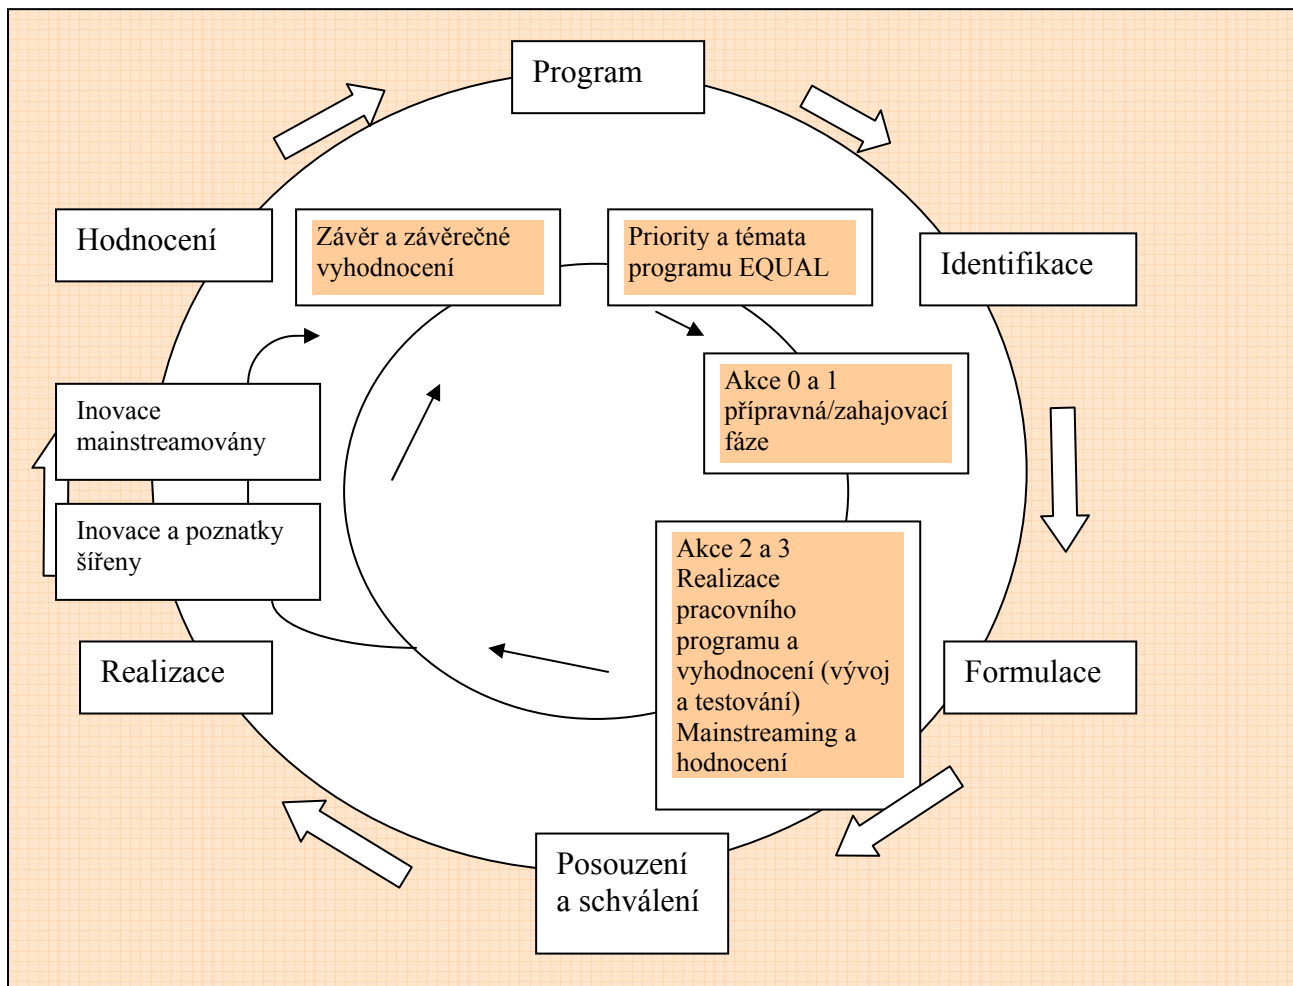 Program
Hodnocení
Závěr a závěrečné
vyhodnocení
Priority a témata
programu EQUAL
Identifikace
Akce 0 a 1
přípravná/zahajovací
fáze
Inovace
mainstreamovány
Inovace a poznatky
šířeny
Akce 2 a 3
Realizace
pracovního
programu a
vyhodnocení (vývoj
a testování)
Mainstreaming a
hodnocení
Realizace
Formulace
Posouzení
a schválení